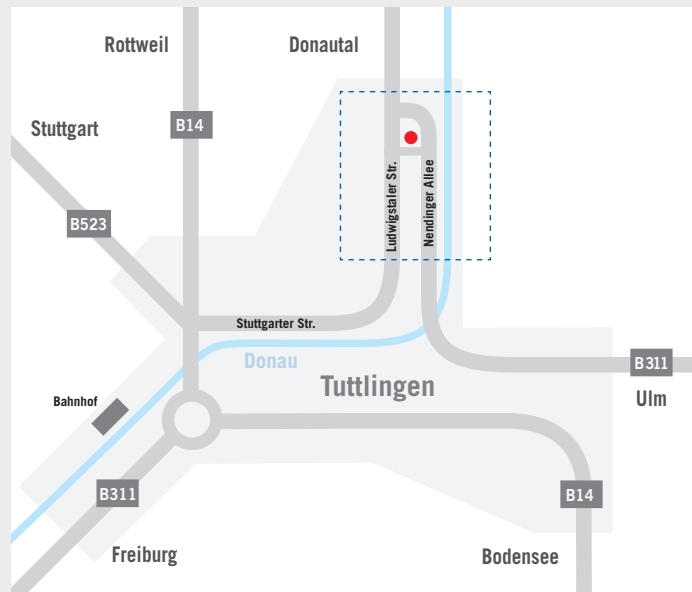 Rottweil
Donautal
B14
Stuttgart
Ludwigstaler Str.
Nendinger Allee
B523
Stuttgarter Str.
Donau
B311
Tuttlingen
Ulm
Bahnhof
B311
B14
Freiburg
Bodensee